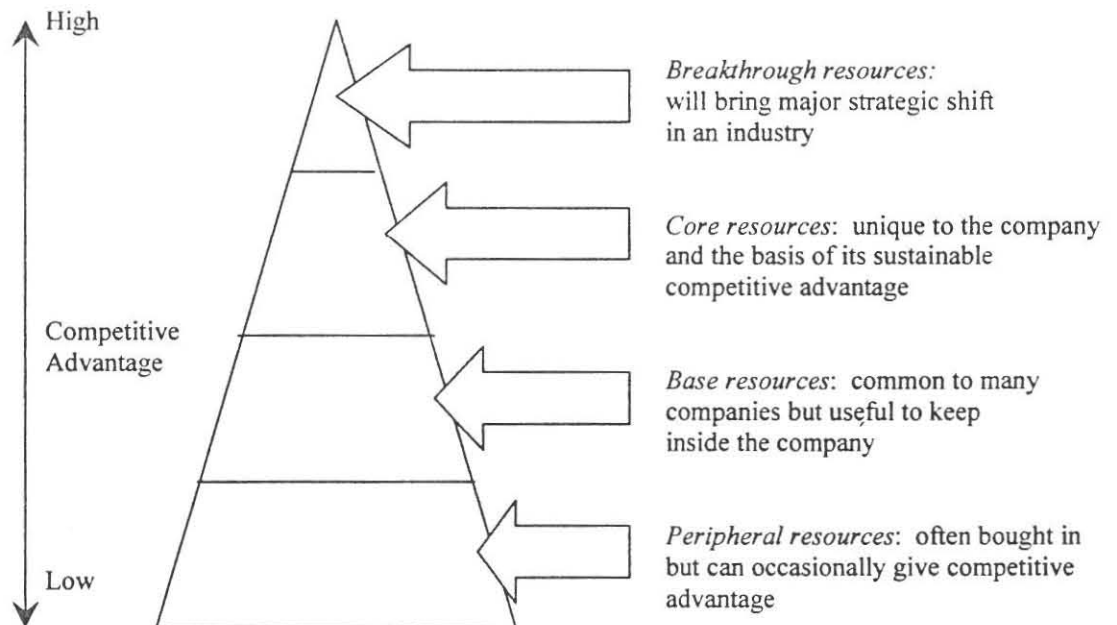 High
Breakthrough resources:
will bring major strategic shift
in an industry
Core resources: unique to the company
and the basis of its sustainable
competitive advantage
Competitive
Advantage
Base resources: common to many
companies but useful to keep
inside the company
Peripheral resources: often bought in
but can occasionally give competitive
advantage
Low